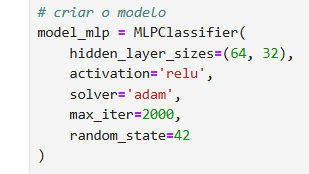 # criar o modelo
model_mlp = MLPClassifier(
    hidden_layer_sizes=(64, 32),
    activation='relu',
    solver='adam',
    max_iter=2000,
    random_state=42
)